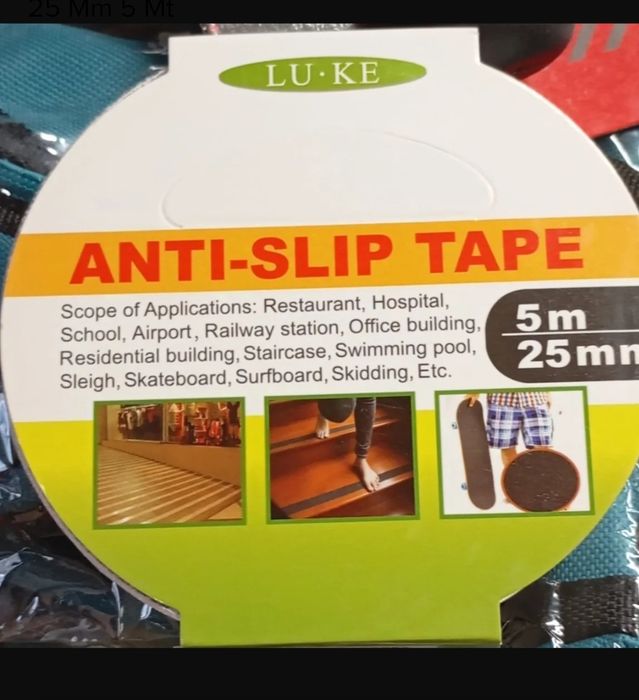 25 Mm 5 Mt
LU·KE
ANTI-SLIP TAPE
Scope of Applications: Restaurant, Hospital,
School, Airport, Railway station, Office building,
Residential building, Staircase, Swimming pool,
Sleigh, Skateboard, Surfboard, Skidding, Etc.
5m
25mm